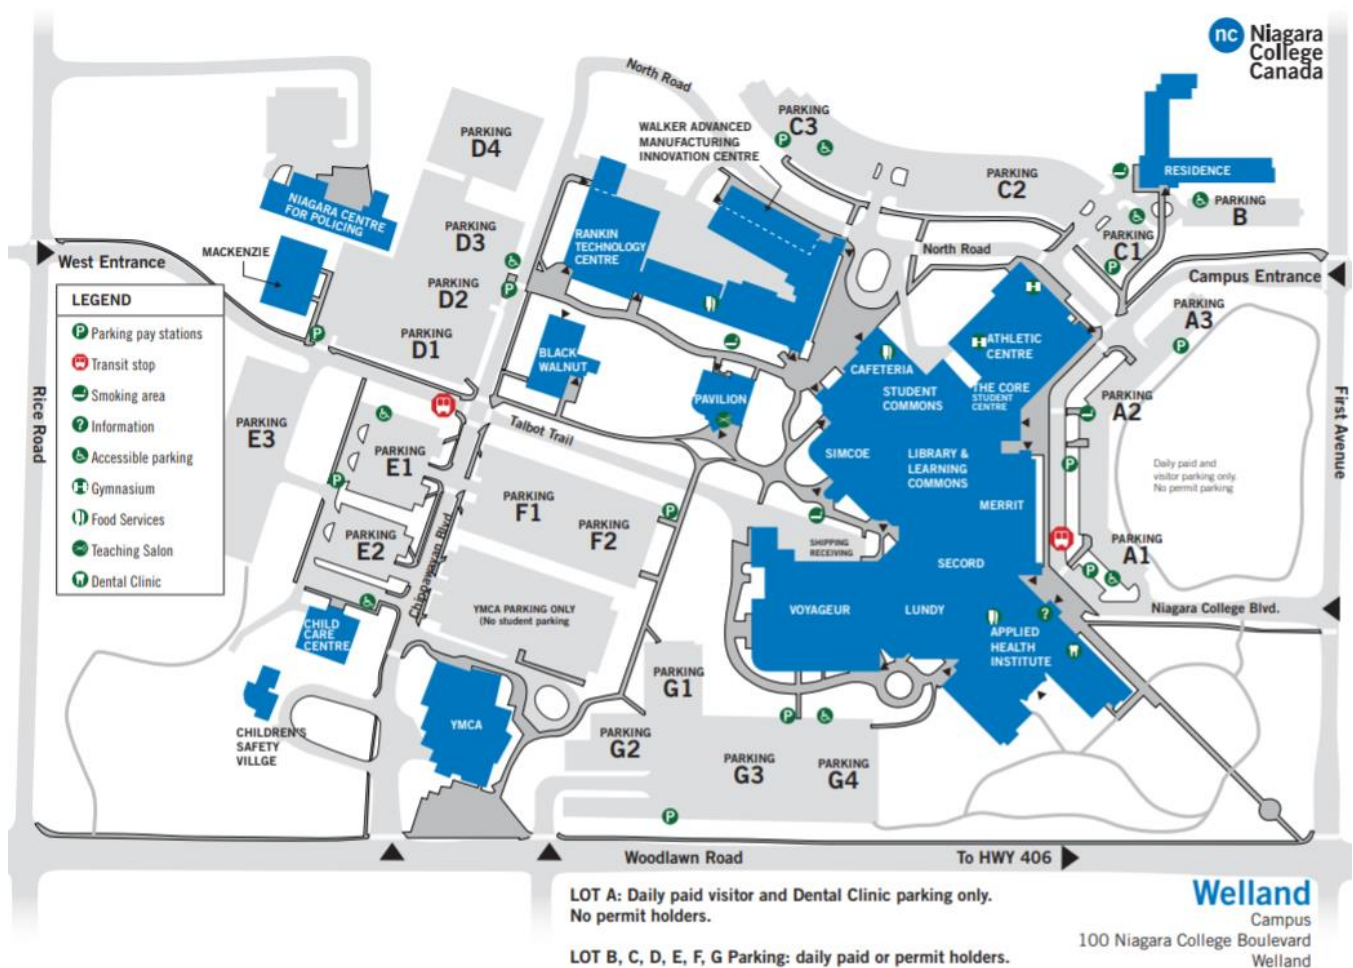 nc Niagara
College
Canada
North Road
WALKER ADVANCED
MANUFACTURING
INNOVATION CENTRE
PARKING
C3
PARKING
D4
PARKING
C2
RESIDENCE
PARKING
B
NIAGARA CENTRE
FOR POLICING
PARKING
D3
RANKIN
TECHNOLOGY
CENTRE
PARKING
C1
North Road
MACKENZIE
West Entrance
Campus Entrance
PARKING
D2
PARKING
A3
PARKING
D1
LEGEND
P Parking pay stations
Transit stop
Smoking area
? Information
Accessible parking
Gymnasium
Food Services
Teaching Salon
Dental Clinic
Rice Road
First Avenue
BLACK
WALNUT
PAVILION
CAFETERIA
STUDENT
COMMONS
ATHLETIC
CENTRE
THE CORE
STUDENT
CENTRE
PARKING
A2
PARKING
E3
Talbot Trail
PARKING
E1
SIMCOE
LIBRARY &
LEARNING
COMMONS
MERRIT
Daily paid and
visitor parking only.
No permit parking
PARKING
F1
PARKING
F2
PARKING
E2
SHIPPING
RECEIVING
SECOND
PARKING
A1
YMCA PARKING ONLY
(No student parking
VOYAGEUR
LUNDY
Niagara College Blvd.
CHILD
CARE
CENTRE
APPLIED
HEALTH
INSTITUTE
PARKING
G1
YMCA
CHILDREN'S
SAFETY
VILLGE
PARKING
G2
PARKING
G3
PARKING
G4
Woodlawn Road
To HWY 406
LOT A: Daily paid visitor and Dental Clinic parking only.
No permit holders.
LOT B, C, D, E, F, G Parking: daily paid or permit holders.
Welland
Campus
100 Niagara College Boulevard
Welland